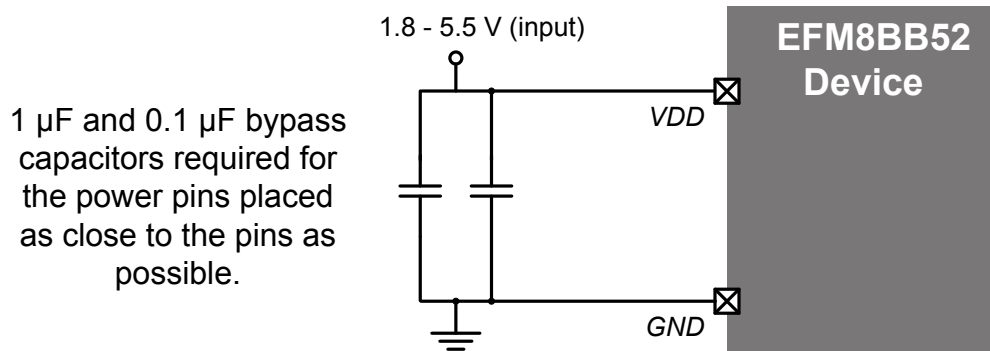 1.8 - 5.5 V (input)
EFM8BB52
Device
VDD
1 µF and 0.1 µF bypass
capacitors required for
the power pins placed
as close to the pins as
possible.
GND